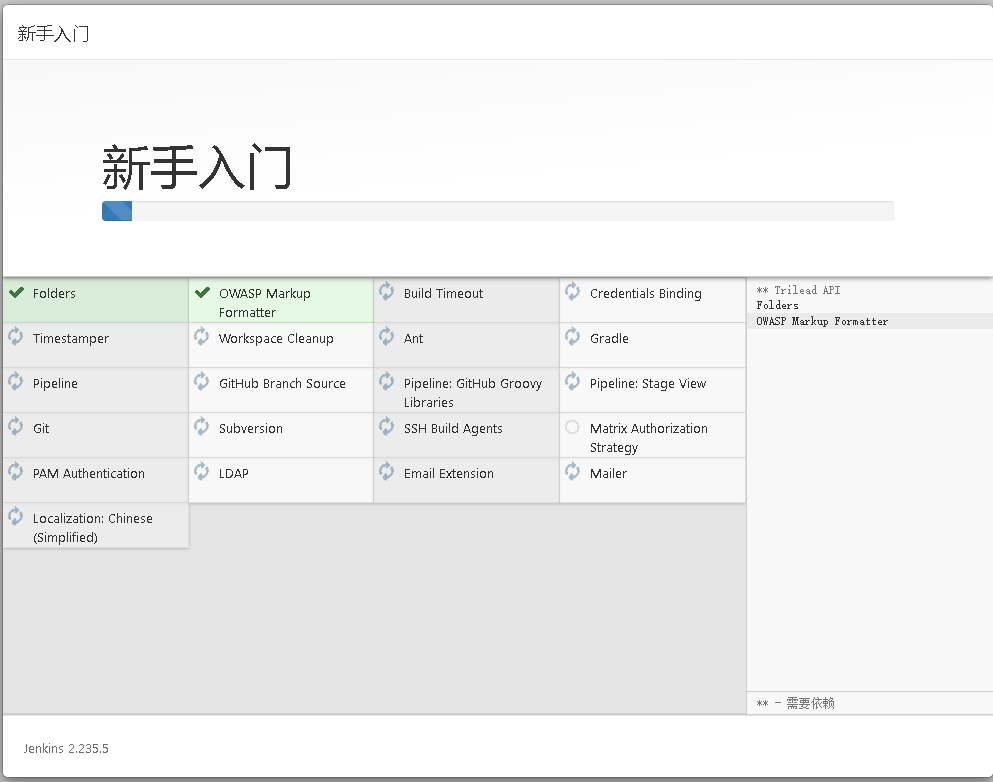 新手入门
新手入门
Folders
OWASP Markup
Formatter
Build Timeout
Credentials Binding
Timestamper
Workspace Cleanup
Ant
Gradle
Pipeline
GitHub Branch Source
Pipeline: GitHub Groovy
Libraries
Pipeline: Stage View
Git
Subversion
SSH Build Agents
Matrix Authorization
Strategy
PAM Authentication
LDAP
Email Extension
Mailer
Localization: Chinese
(Simplified)
** Trilead API
Folders
OWASP Markup Formatter
** - 需要依赖
Jenkins 2.235.5